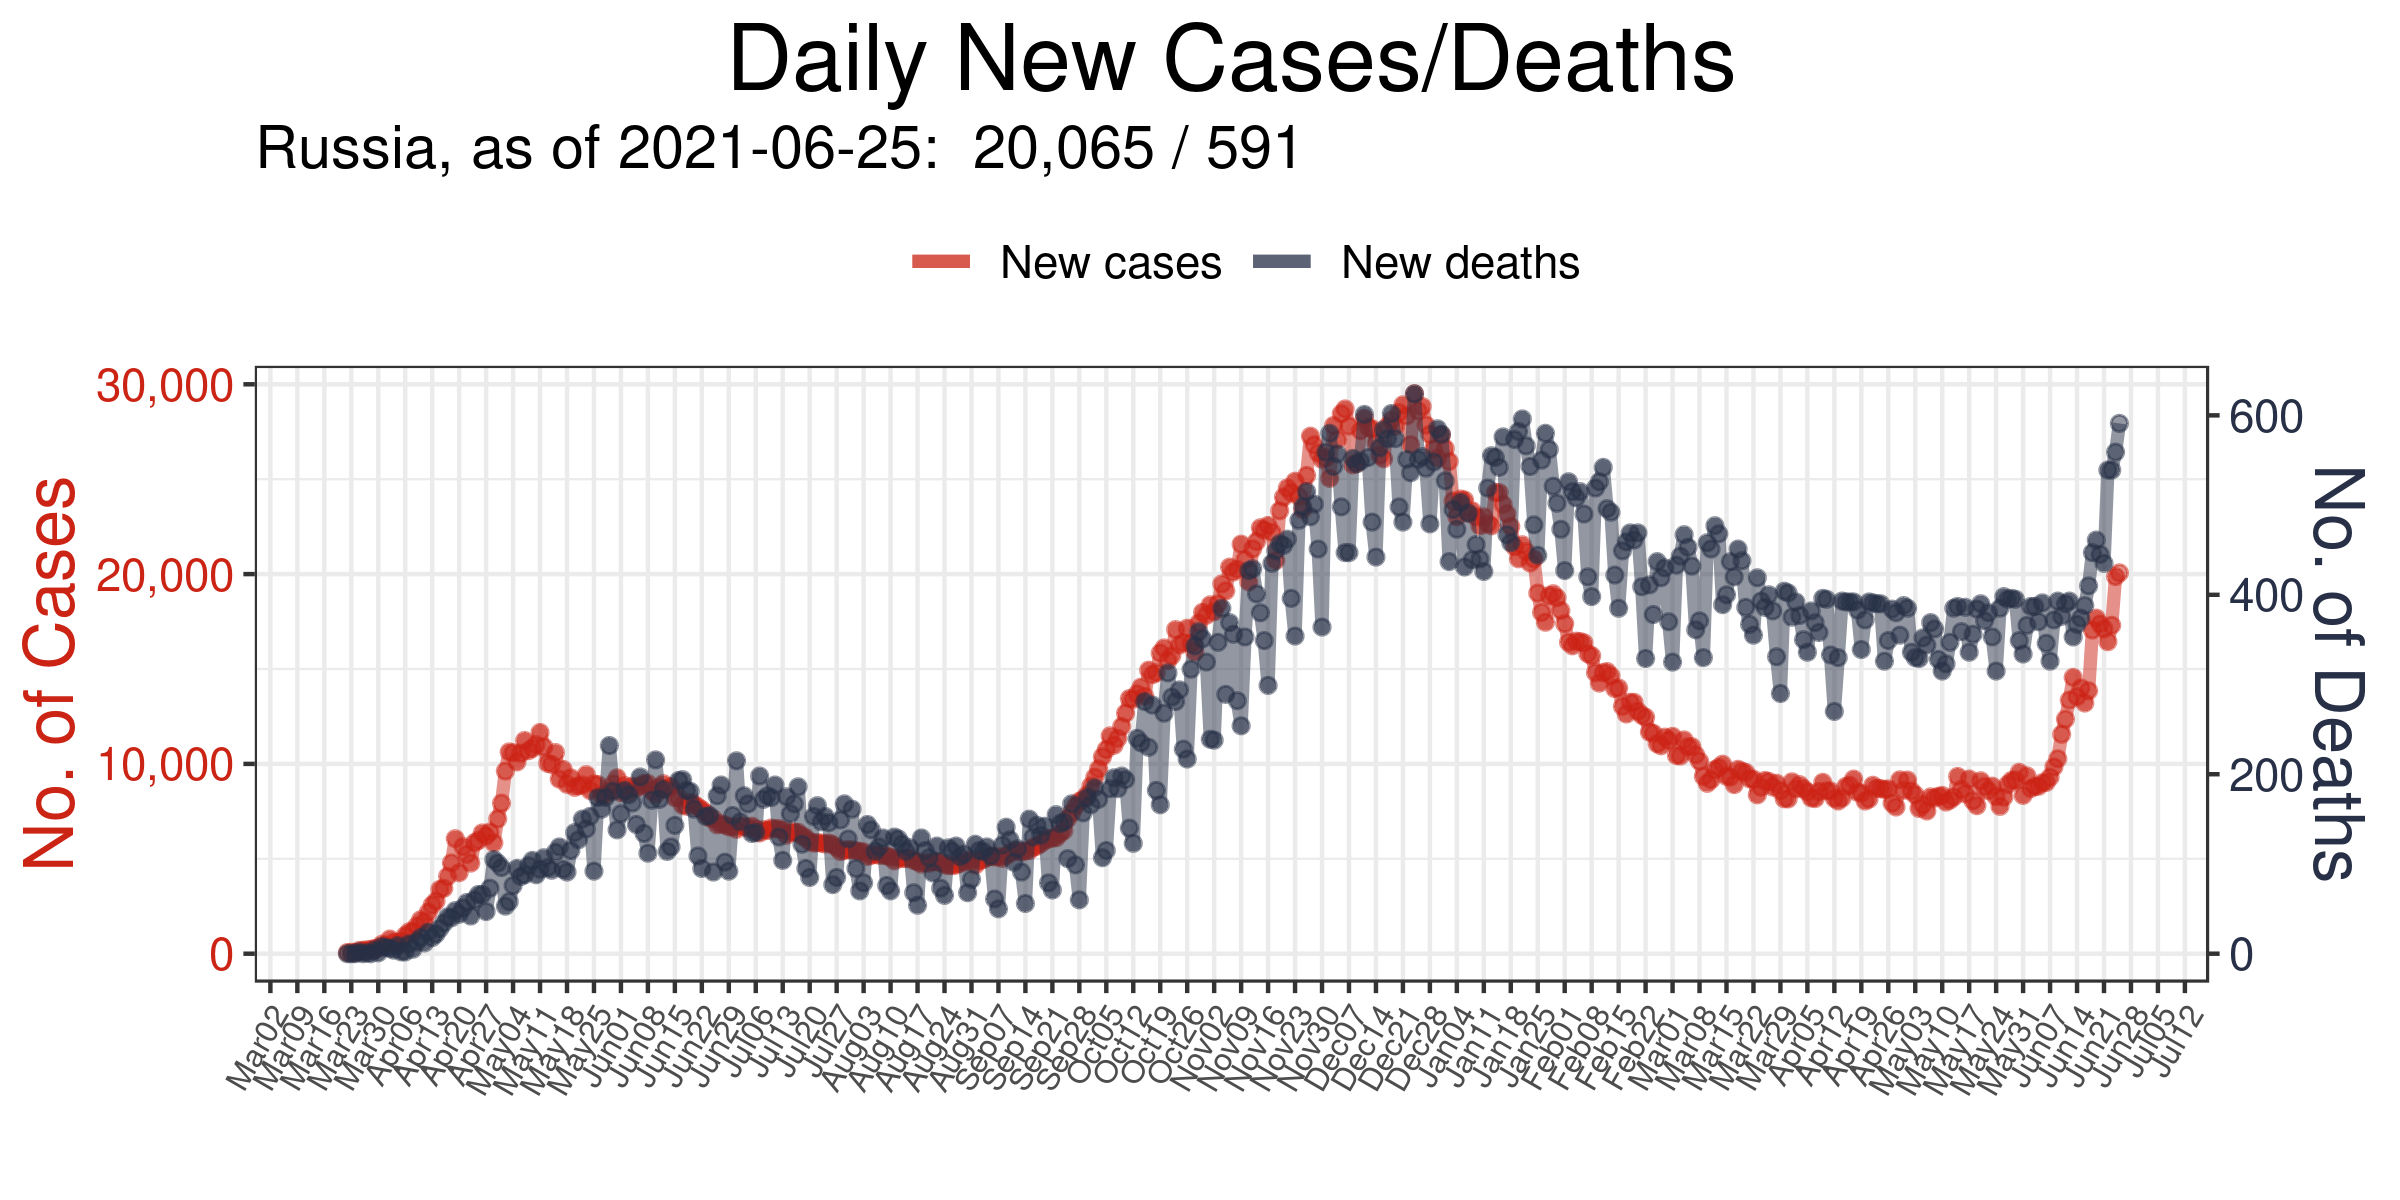 Daily New Cases/Deaths
Russia, as of 2021-06-25:  20,065 / 591
New cases
New deaths
No. of Cases
30,000
20,000
10,000
0
600
400
200
0
No. of Deaths
Mar02
Mar09
Mar16
Mar23
Mar30
Apr06
Apr13
Apr20
Apr27
May04
May11
May18
May25
Jun01
Jun08
Jun15
Jun22
Jun29
Jul06
Jul13
Jul20
Jul27
Aug03
Aug10
Aug17
Aug24
Aug31
Sep07
Sep14
Sep21
Sep28
Oct05
Oct12
Oct19
Oct26
Nov02
Nov09
Nov16
Nov23
Nov30
Dec07
Dec14
Dec21
Dec28
Jan04
Jan11
Jan18
Jan25
Feb01
Feb08
Feb15
Feb22
Mar01
Mar08
Mar15
Mar22
Mar29
Apr05
Apr12
Apr19
Apr26
May03
May10
May17
May24
May31
Jun07
Jun14
Jun21
Jun28
Jul05
Jul12